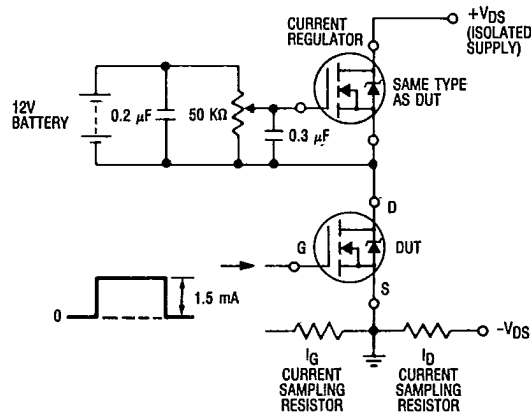 CURRENT
REGULATOR
+VDS
(ISOLATED
SUPPLY)
SAME TYPE
AS DUT
12V
BATTERY
0.2 µF
50 KΩ
0.3 µF
D
G
DUT
S
0
1.5 mA
-VDS
IG
CURRENT
SAMPLING
RESISTOR
ID
CURRENT
SAMPLING
RESISTOR